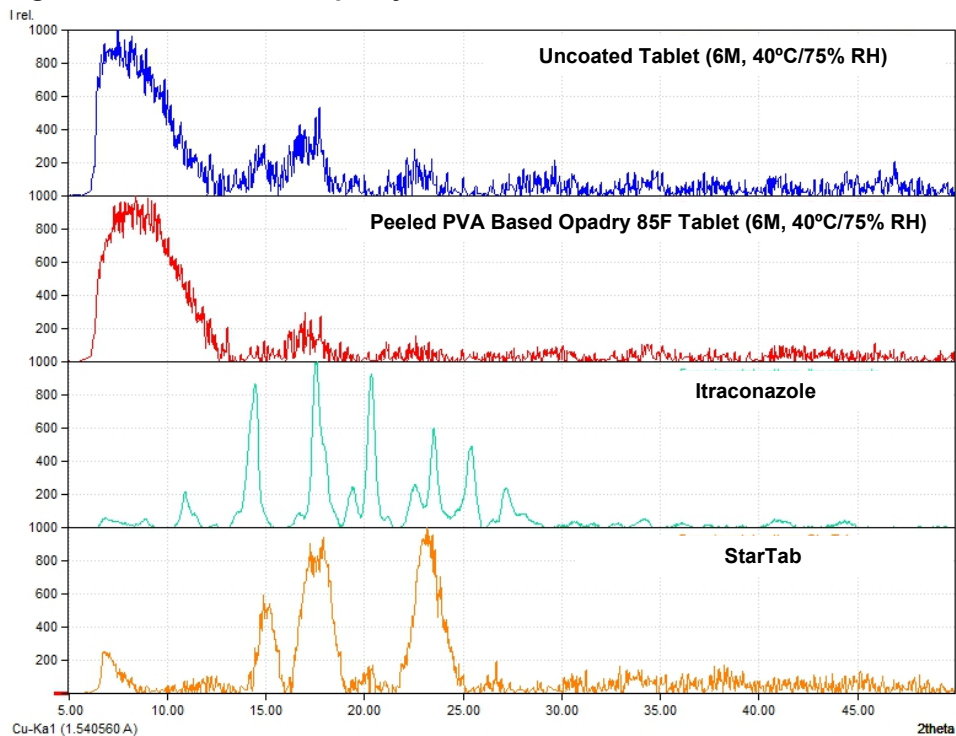 I rel.
1000
800
600
400
200
Uncoated Tablet (6M, 40ºC/75% RH)
1000
800
600
400
200
Peeled PVA Based Opadry 85F Tablet (6M, 40ºC/75% RH)
1000
800
600
400
200
Itraconazole
1000
800
600
400
200
StarTab
5.00 10.00 15.00 20.00 25.00 30.00 35.00 40.00 45.00
Cu-Ka1 (1.540560 A) 2theta